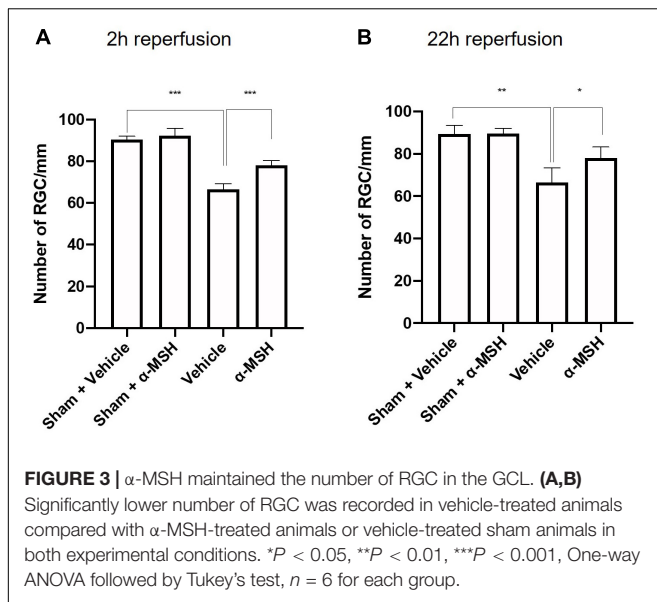 A 2h reperfusion
*** ***
Number of RGC/mm
100
80
60
40
20
0
Sham + Vehicle
Sham + α-MSH
Vehicle
α-MSH
B 22h reperfusion
** *
Number of RGC/mm
100
80
60
40
20
0
Sham + Vehicle
Sham + α-MSH
Vehicle
α-MSH
FIGURE 3 | α-MSH maintained the number of RGC in the GCL. (A,B)
Significantly lower number of RGC was recorded in vehicle-treated animals
compared with α-MSH-treated animals or vehicle-treated sham animals in
both experimental conditions. *P < 0.05, **P < 0.01, ***P < 0.001, One-way
ANOVA followed by Tukey's test, n = 6 for each group.